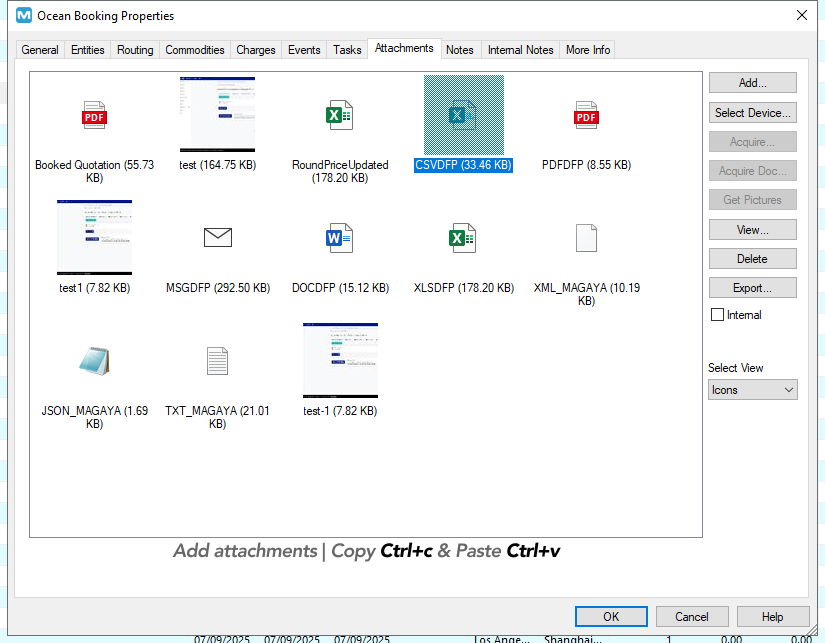 Ocean Booking Properties
General Entities Routing Commodities Charges Events Tasks Attachments Notes Internal Notes More Info
PDF X PDF
Booked Quotation (55.73 KB)
test (164.75 KB)
RoundPriceUpdated (178.20 KB)
CSVDFP (33.46 KB)
PDFDFP (8.55 KB)
W X
test1 (7.82 KB)
MSGDFP (292.50 KB)
DOCDFP (15.12 KB)
XLSDFP (178.20 KB)
XML_MAGAYA (10.19 KB)
JSON_MAGAYA (1.69 KB)
TXT_MAGAYA (21.01 KB)
test-1 (7.82 KB)
Add...
Select Device...
Acquire...
Acquire Doc...
Get Pictures
View...
Delete
Export...
Internal
Select View
Icons
Add attachments | Copy Ctrl+c & Paste Ctrl+v
OK Cancel Help
07/09/2025 07/09/2025 07/09/2025 Los Ange... Shanghai... 1 0.00 0.00